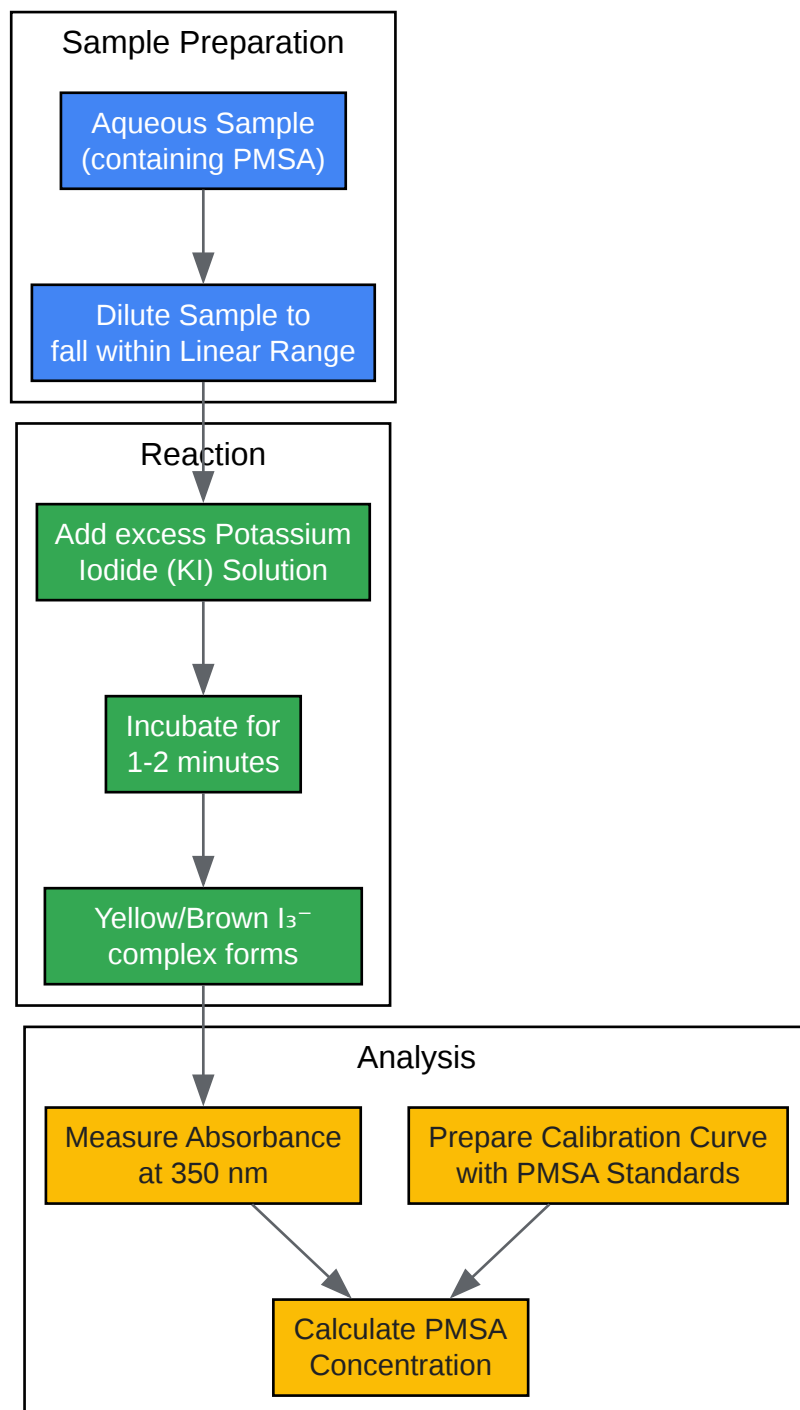 Sample Preparation
Aqueous Sample
(containing PMSA)
Dilute Sample to
fall within Linear Range
Reaction
Add excess Potassium
Iodide (KI) Solution
Incubate for
1-2 minutes
Yellow/Brown I₃⁻
complex forms
Analysis
Measure Absorbance
at 350 nm
Prepare Calibration Curve
with PMSA Standards
Calculate PMSA
Concentration